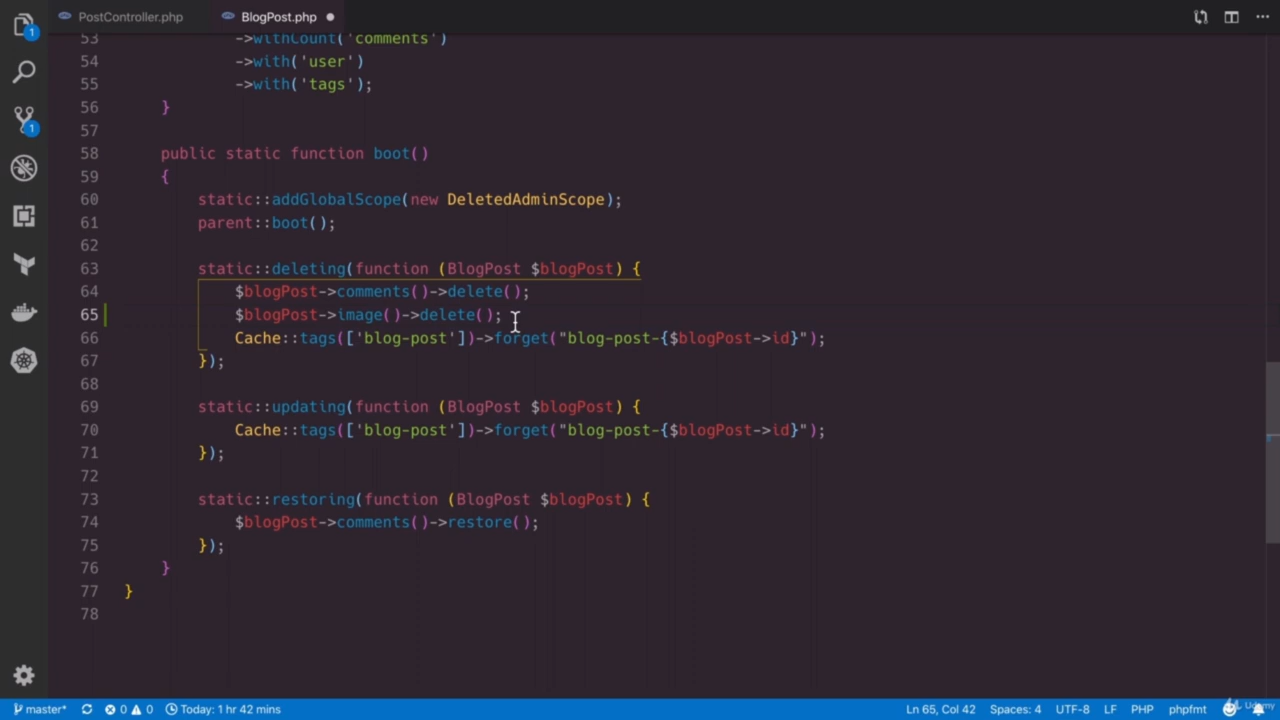 PostController.php
BlogPost.php
1
1
53 ->withCount('comments')
54 ->with('user')
55 ->with('tags');
56 }
57
58 public static function boot()
59 {
60 static::addGlobalScope(new DeletedAdminScope);
61 parent::boot();
62
63 static::deleting(function (BlogPost $blogPost) {
64 $blogPost->comments()->delete();
65 $blogPost->image()->delete();
66 Cache::tags(['blog-post'])->forget("blog-post-{$blogPost->id}");
67 });
68
69 static::updating(function (BlogPost $blogPost) {
70 Cache::tags(['blog-post'])->forget("blog-post-{$blogPost->id}");
71 });
72
73 static::restoring(function (BlogPost $blogPost) {
74 $blogPost->comments()->restore();
75 });
76 }
77 }
78
master* 0 0 Today: 1 hr 42 mins Ln 65, Col 42 Spaces: 4 UTF-8 LF PHP phpfmt
Udemy